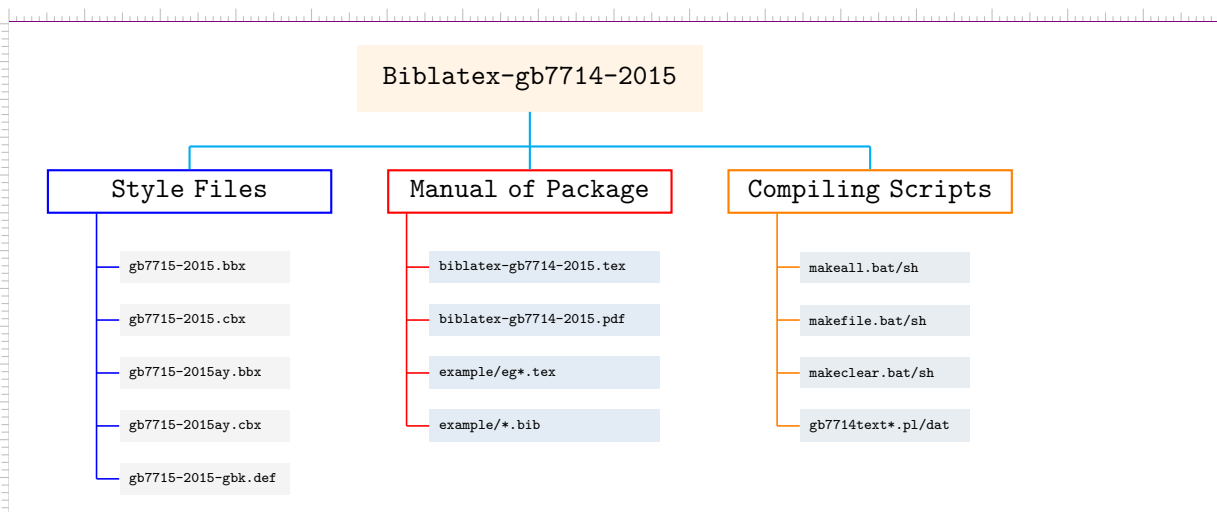 Biblatex-gb7714-2015
Style Files
gb7715-2015.bbx
gb7715-2015.cbx
gb7715-2015ay.bbx
gb7715-2015ay.cbx
gb7715-2015-gbk.def
Manual of Package
biblatex-gb7714-2015.tex
biblatex-gb7714-2015.pdf
example/eg*.tex
example/*.bib
Compiling Scripts
makeall.bat/sh
makefile.bat/sh
makeclear.bat/sh
gb7714text*.pl/dat